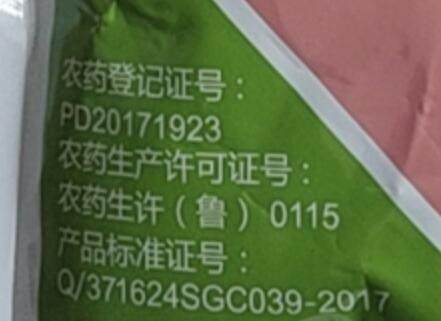 农药登记证号：
PD20171923
农药生产许可证号：
农药生许（鲁）0115
产品标准证号：
Q/371624SGC039-2017